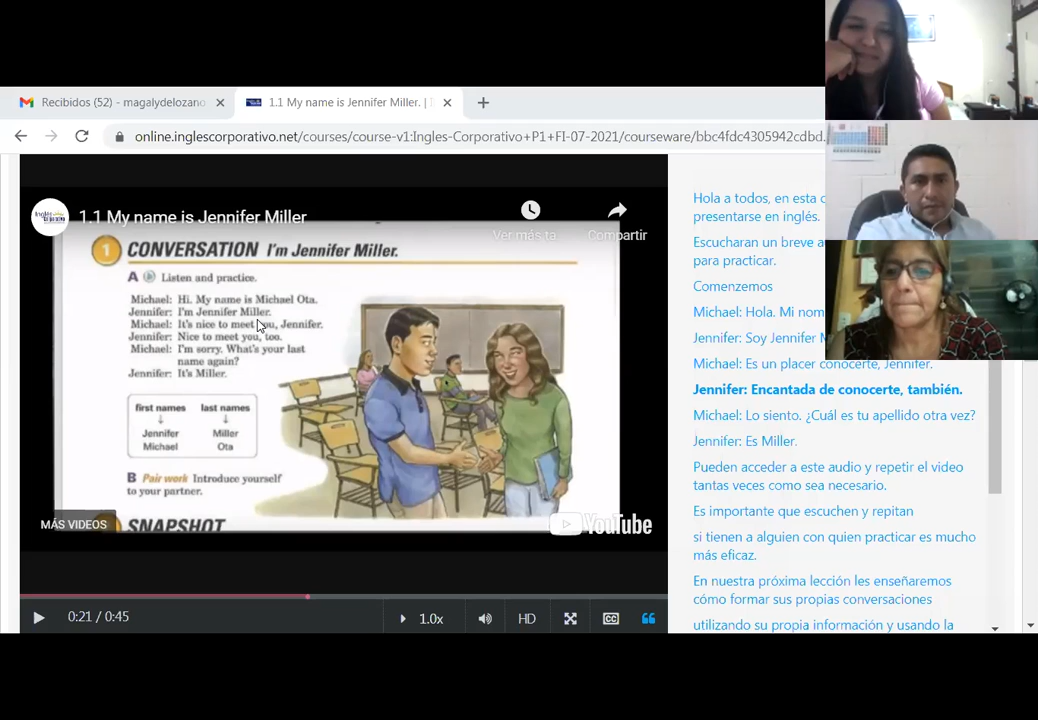 Recibidos (52) - magalydelozano
1.1 My name is Jennifer Miller. |
online.inglescorporativo.net/courses/course-v1:Ingles-Corporativo+P1+FI-07-2021/courseware/bbc4fdc4305942cdbd.
1.1 My name is Jennifer Miller
Ver más ta
Compartir
1 CONVERSATION I'm Jennifer Miller.
A Listen and practice.
Michael: Hi. My name is Michael Ota.
Jennifer: I'm Jennifer Miller.
Michael: It's nice to meet you, Jennifer.
Jennifer: Nice to meet you, too.
Michael: I'm sorry. What's your last
name again?
Jennifer: It's Miller.
first names last names
↓ ↓
Jennifer Miller
Michael Ota
B Pair work Introduce yourself
to your partner.
SNAPSHOT
MÁS VIDEOS
YouTube
0:21 / 0:45
1.0x
HD
CC
Hola a todos, en esta
presentarse en inglés.
Escucharan un breve
para practicar.
Comenzemos
Michael: Hola. Mi nom
Jennifer: Soy Jennifer M
Michael: Es un placer conocerte, Jennifer.
Jennifer: Encantada de conocerte, también.
Michael: Lo siento. ¿Cuál es tu apellido otra vez?
Jennifer: Es Miller.
Pueden acceder a este audio y repetir el video
tantas veces como sea necesario.
Es importante que escuchen y repitan
si tienen a alguien con quien practicar es mucho
más eficaz.
En nuestra próxima lección les enseñaremos
cómo formar sus propias conversaciones
utilizando su propia información y usando la